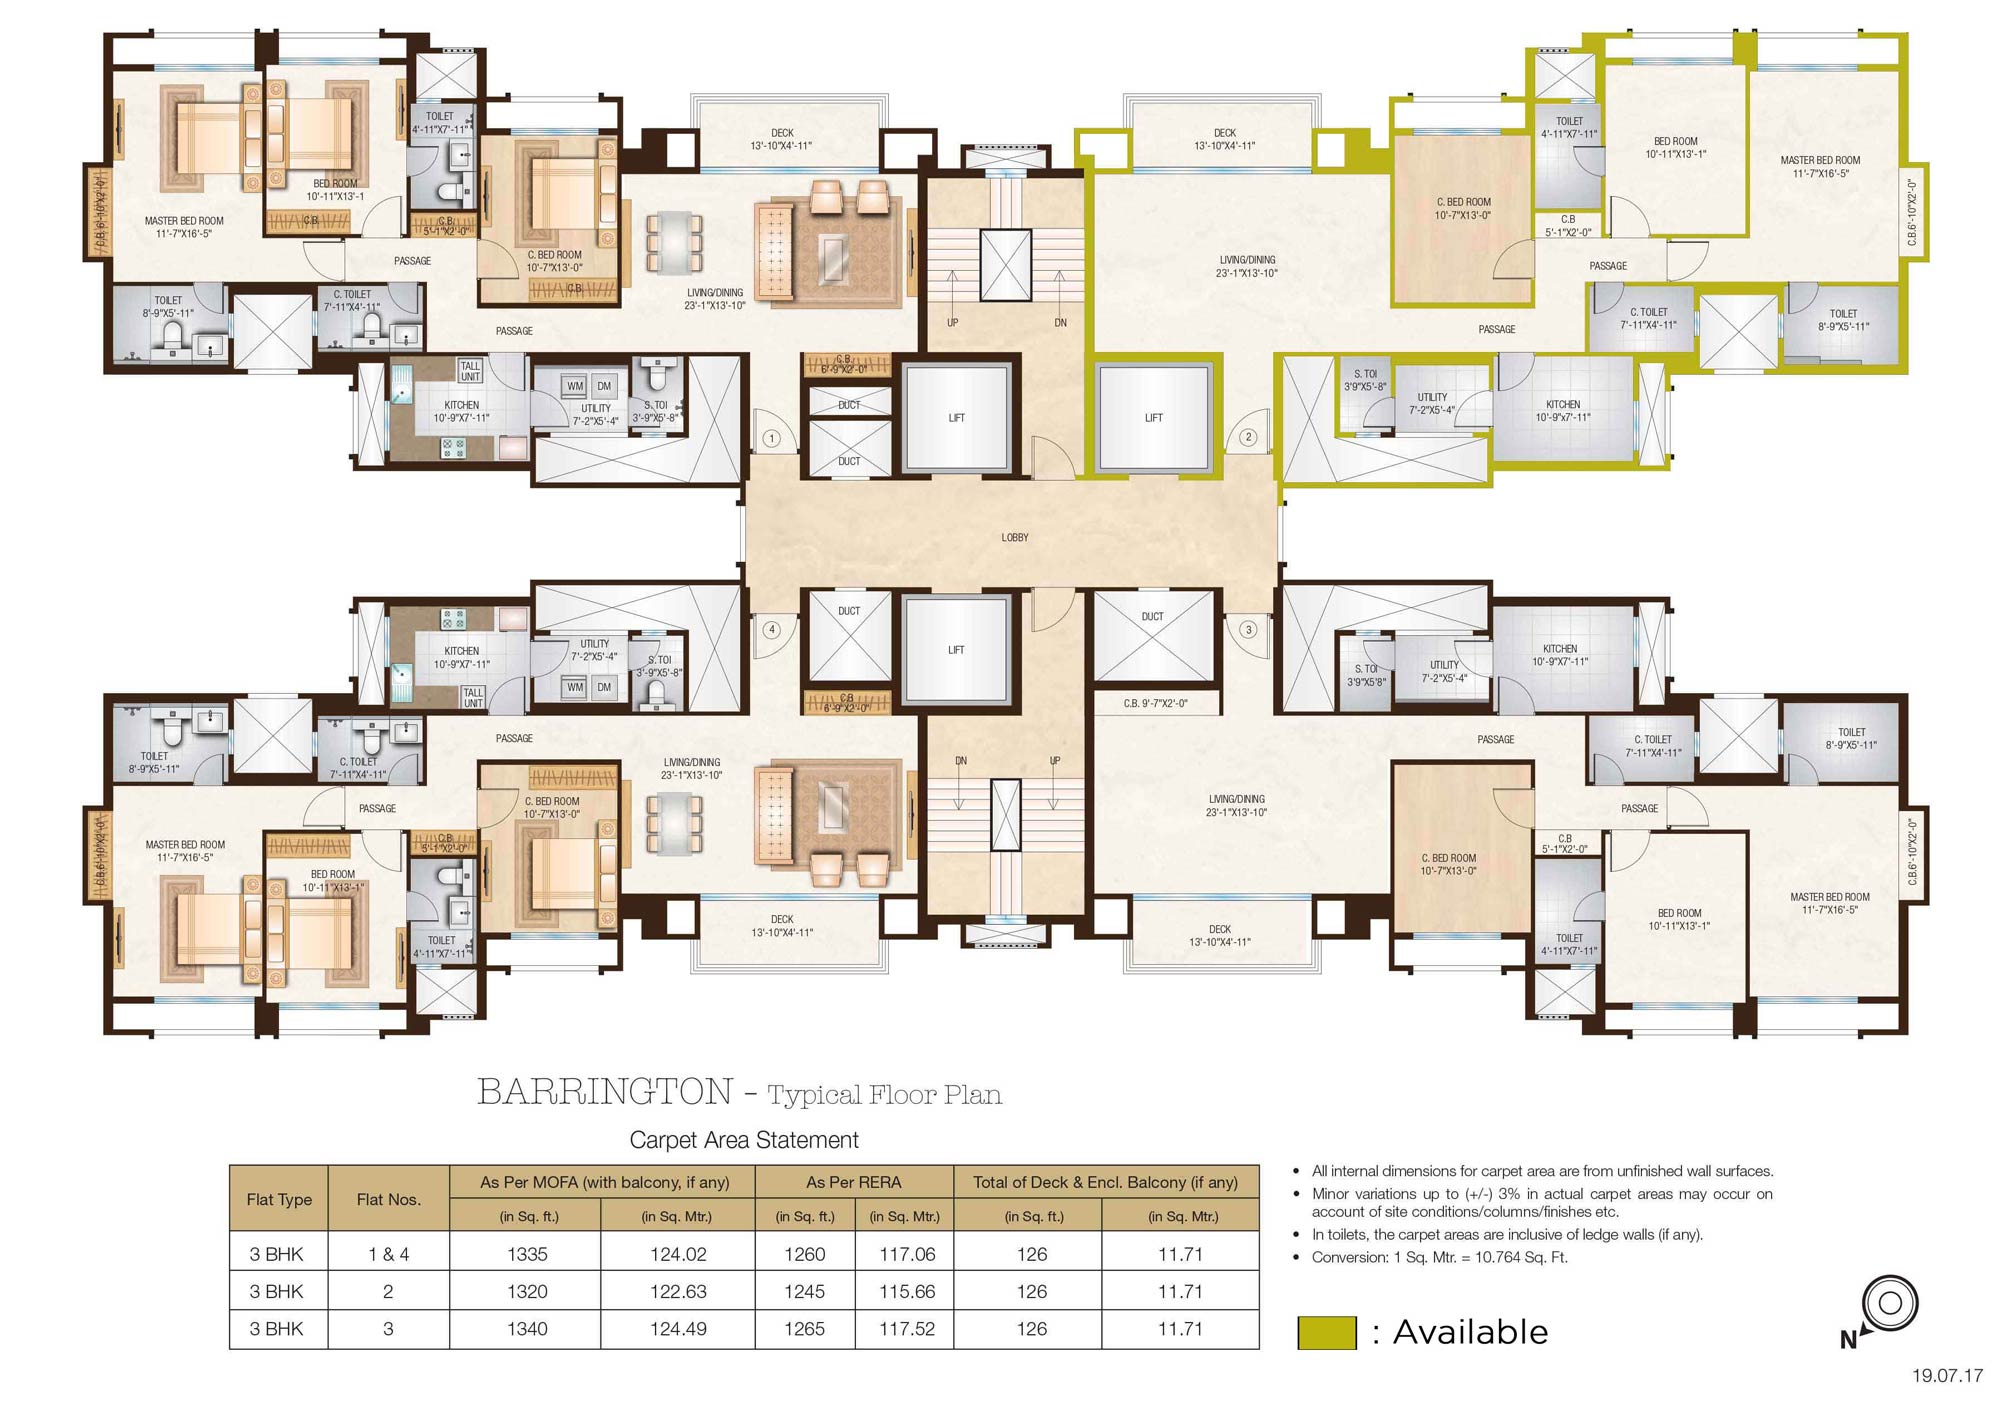 MASTER BED ROOM
11'-7"X16'-5"
C.B.6'-10"X2'-0"
BED ROOM
10'-11"X13'-1
C.B.
TOILET
4'-11"X7'-11"
C.B
5'-1"X2'-0"
C. BED ROOM
10'-7"X13'-0"
C.B.
PASSAGE
TOILET
8'-9"X5'-11"
C. TOILET
7'-11"X4'-11"
PASSAGE
DECK
13'-10"X4'-11"
LIVING/DINING
23'-1"X13'-10"
TALL
UNIT
KITCHEN
10'-9"X7'-11"
WM
DM
UTILITY
7'-2"X5'-4"
S. TOI
3'-9"X5'-8"
C.B.
6'-9"X2'-0"
DUCT
DUCT
1
LIFT
UP
DN
DECK
13'-10"X4'-11"
LIVING/DINING
23'-1"X13'-10"
C. BED ROOM
10'-7"X13'-0"
TOILET
4'-11"X7'-11"
C.B
5'-1"X2'-0"
BED ROOM
10'-11"X13'-1"
MASTER BED ROOM
11'-7"X16'-5"
C.B.6'-10"X2'-0"
PASSAGE
PASSAGE
C. TOILET
7'-11"X4'-11"
TOILET
8'-9"X5'-11"
LIFT
2
S. TOI
3'9"X5'-8"
UTILITY
7'-2"X5'-4"
KITCHEN
10'-9"x7'-11"
LOBBY
KITCHEN
10'-9"X7'-11"
TALL
UNIT
UTILITY
7'-2"X5'-4"
WM
DM
S. TOI
3'-9"X5'-8"
4
DUCT
C.B
6'-9"X2'-0"
LIFT
TOILET
8'-9"X5'-11"
C. TOILET
7'-11"X4'-11"
PASSAGE
PASSAGE
LIVING/DINING
23'-1"X13'-10"
MASTER BED ROOM
11'-7"X16'-5"
C.B.6'-10"X2'-0"
BED ROOM
10'-11"X13'-1"
C.B
5'-1"X2'-0"
C. BED ROOM
10'-7"X13'-0"
TOILET
4'-11"X7'-11"
DECK
13'-10"X4'-11"
DN
UP
DUCT
3
C.B. 9'-7"X2'-0"
S. TOI
3'9"X5'8"
UTILITY
7'-2"X5'-4"
KITCHEN
10'-9"X7'-11"
PASSAGE
C. TOILET
7'-11"X4'-11"
TOILET
8'-9"X5'-11"
LIVING/DINING
23'-1"X13'-10"
PASSAGE
C. BED ROOM
10'-7"X13'-0"
C.B
5'-1"X2'-0"
TOILET
4'-11"X7'-11"
BED ROOM
10'-11"X13'-1"
MASTER BED ROOM
11'-7"X16'-5"
C.B.6'-10"X2'-0"
DECK
13'-10"X4'-11"
BARRINGTON - Typical Floor Plan
Carpet Area Statement
Flat Type Flat Nos. As Per MOFA (with balcony, if any) As Per RERA Total of Deck & Encl. Balcony (if any)
(in Sq. ft.) (in Sq. Mtr.) (in Sq. ft.) (in Sq. Mtr.) (in Sq. ft.) (in Sq. Mtr.)
3 BHK 1 & 4 1335 124.02 1260 117.06 126 11.71
3 BHK 2 1320 122.63 1245 115.66 126 11.71
3 BHK 3 1340 124.49 1265 117.52 126 11.71
• All internal dimensions for carpet area are from unfinished wall surfaces.
• Minor variations up to (+/-) 3% in actual carpet areas may occur on
account of site conditions/columns/finishes etc.
• In toilets, the carpet areas are inclusive of ledge walls (if any).
• Conversion: 1 Sq. Mtr. = 10.764 Sq. Ft.
: Available
N
19.07.17